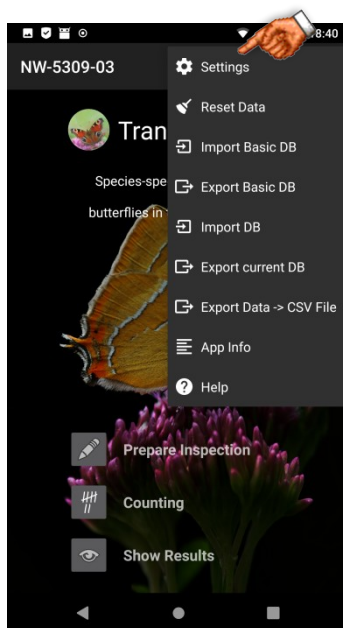 8:40
NW-5309-03
Settings
Reset Data
Tran
Import Basic DB
Species-spe
Export Basic DB
butterflies in
Import DB
Export current DB
Export Data -> CSV File
App Info
Help
Prepare Inspection
Counting
Show Results